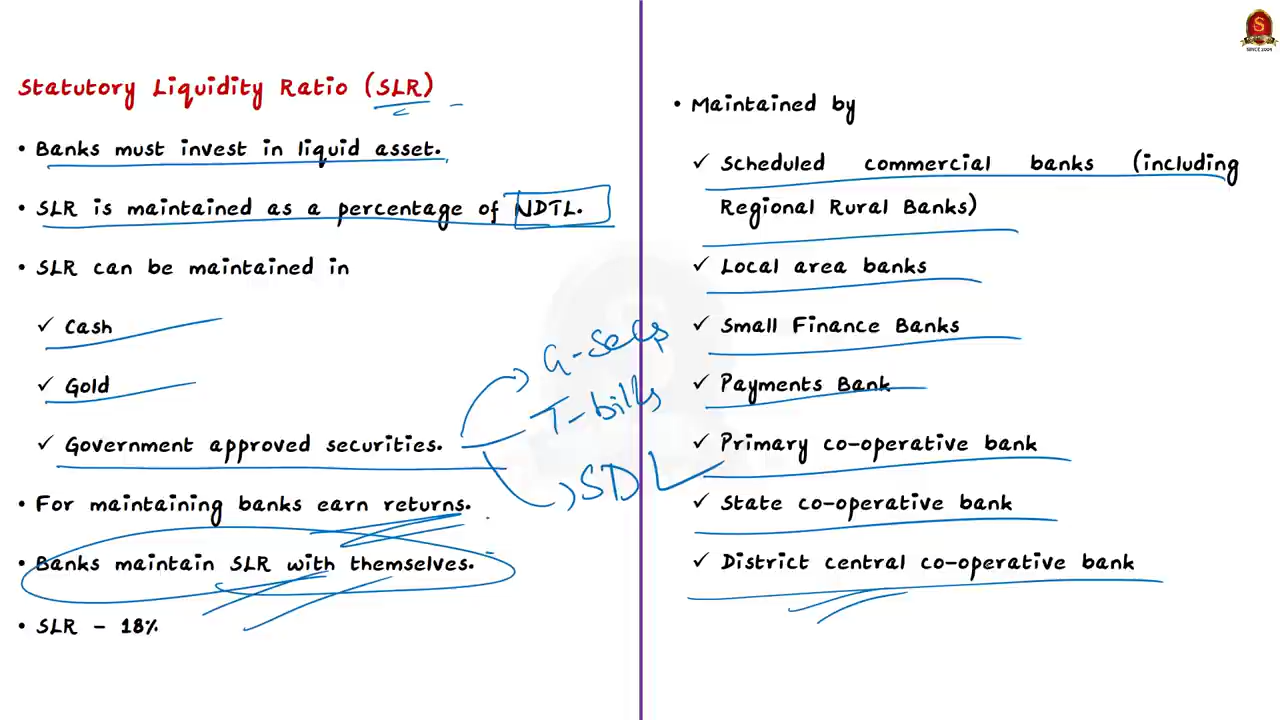 Statutory Liquidity Ratio (SLR)
• Banks must invest in liquid asset.
• SLR is maintained as a percentage of NDTL.
• SLR can be maintained in
✓ Cash
✓ Gold
✓ Government approved securities.
G-Secs
T-bills
SDL
• For maintaining banks earn returns.
• Banks maintain SLR with themselves.
• SLR - 18%
• Maintained by
✓ Scheduled commercial banks (including
Regional Rural Banks)
✓ Local area banks
✓ Small Finance Banks
✓ Payments Bank
✓ Primary co-operative bank
✓ State co-operative bank
✓ District central co-operative bank
S
SINCE 2004